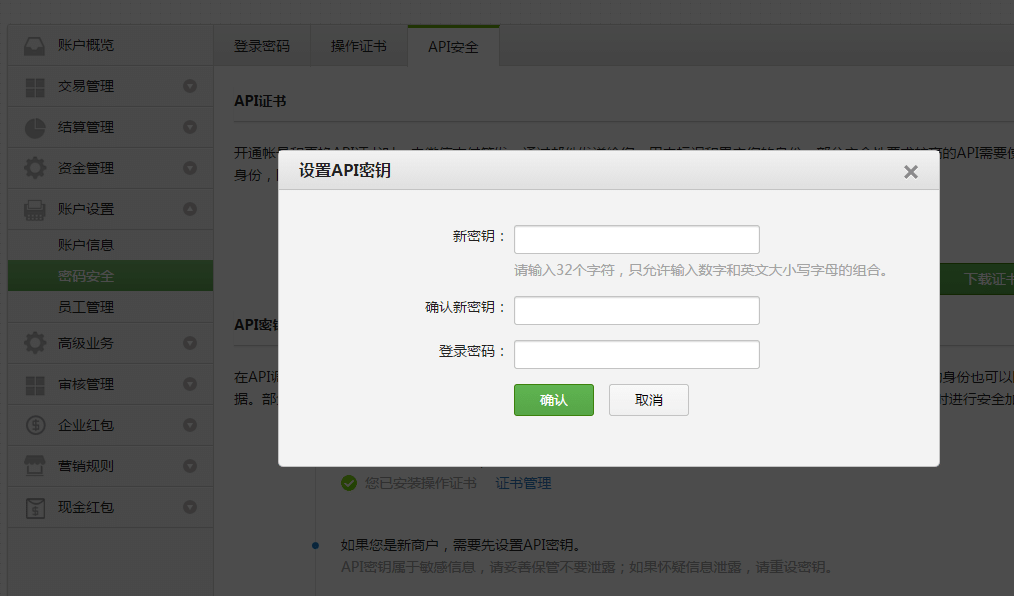 账户概览
交易管理
结算管理
资金管理
账户设置
账户信息
密码安全
员工管理
高级业务
审核管理
企业红包
营销规则
现金红包
登录密码 操作证书 API安全
API证书
开通帐
的API需要使
身份，
下载证书
设置API密钥
新密钥：
请输入32个字符，只允许输入数字和英文大小写字母的组合。
确认新密钥：
登录密码：
确认 取消
API密钥
在API调
的身份也可以
据。部
时进行安全加
您已安装操作证书 证书管理
如果您是新商户，需要先设置API密钥。
API密钥属于敏感信息，请妥善保管不要泄露；如果怀疑信息泄露，请重设密钥。